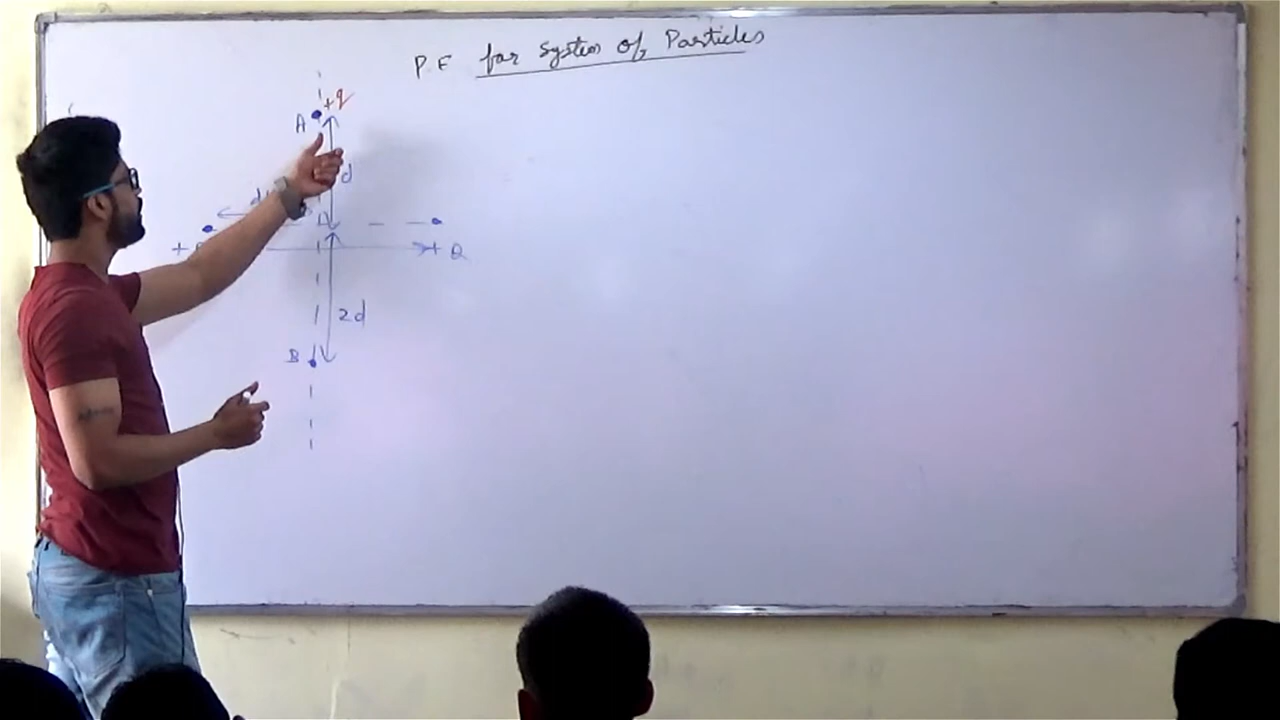 P.E for System of Particles
+q
A
d
d
+
+ Q
2d
B